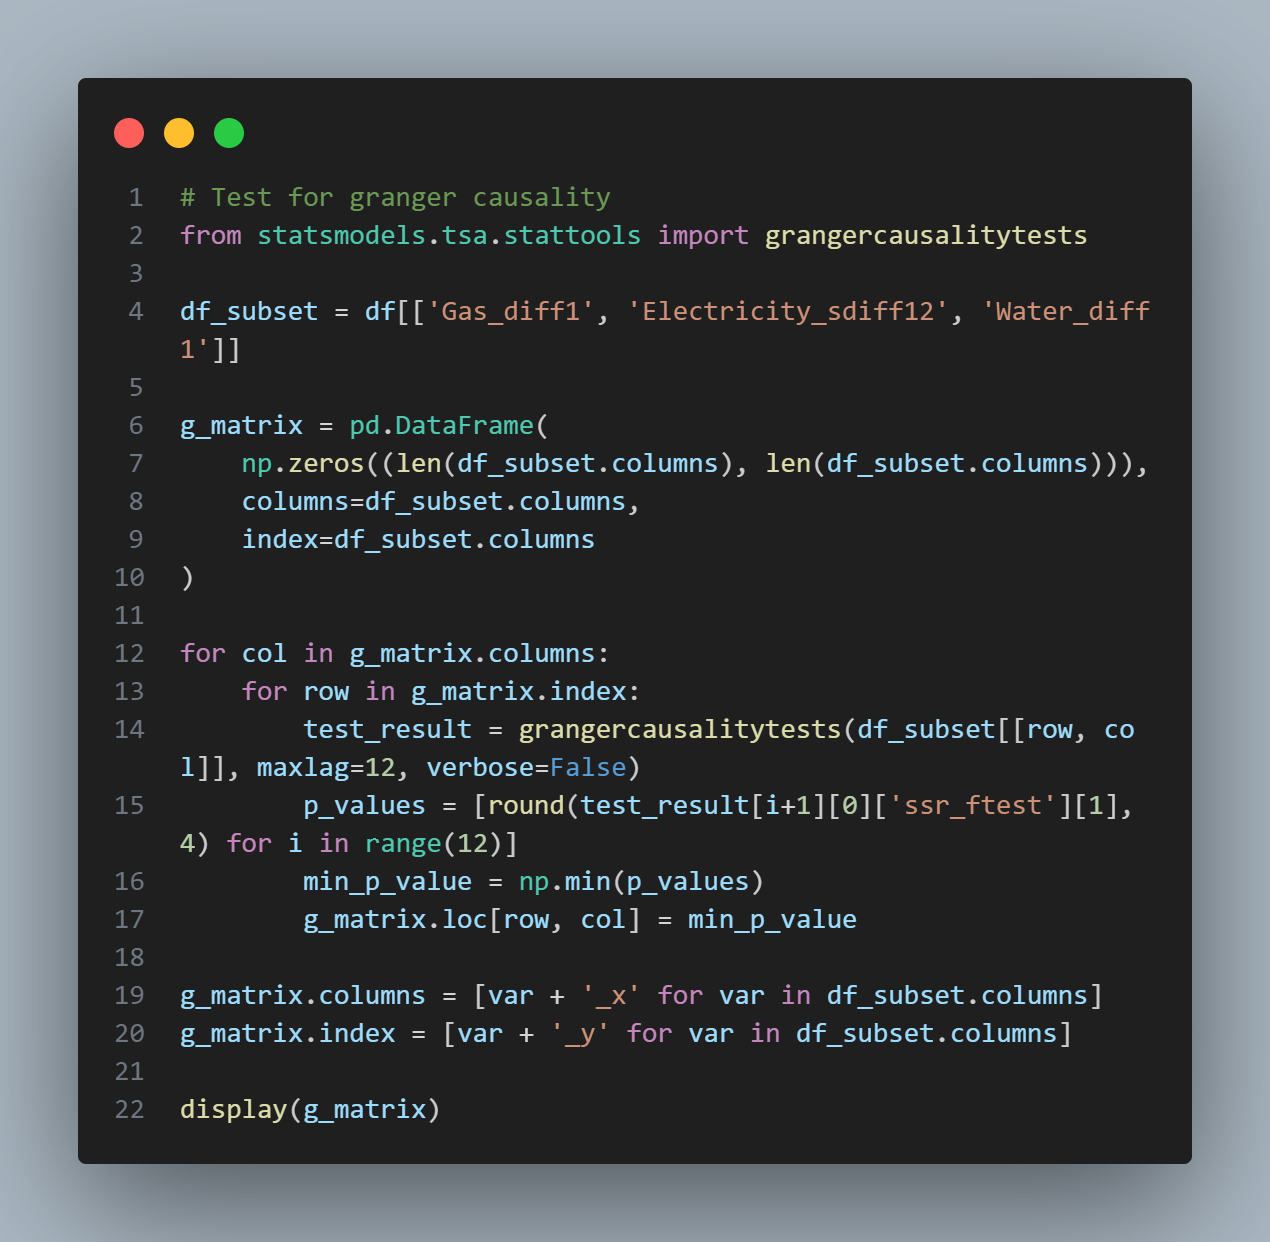 1 # Test for granger causality
2 from statsmodels.tsa.stattools import grangercausalitytests
3
4 df_subset = df[['Gas_diff1', 'Electricity_sdiff12', 'Water_diff
1']]
5
6 g_matrix = pd.DataFrame(
7     np.zeros((len(df_subset.columns), len(df_subset.columns))),
8     columns=df_subset.columns,
9     index=df_subset.columns
10 )
11
12 for col in g_matrix.columns:
13     for row in g_matrix.index:
14         test_result = grangercausalitytests(df_subset[[row, co
l]], maxlag=12, verbose=False)
15         p_values = [round(test_result[i+1][0]['ssr_ftest'][1],
4) for i in range(12)]
16         min_p_value = np.min(p_values)
17         g_matrix.loc[row, col] = min_p_value
18
19 g_matrix.columns = [var + '_x' for var in df_subset.columns]
20 g_matrix.index = [var + '_y' for var in df_subset.columns]
21
22 display(g_matrix)